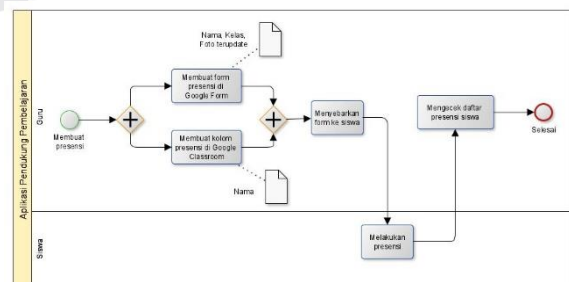 Aplikasi Pendukung Pembelajaran
Guru
Membuat
presensi
Membuat form
presensi di
Google Form
Nama, Kelas,
Foto terupdate
Membuat kolom
presensi di Google
Classroom
Nama
Menyebarkan
form ke siswa
Mengecek daftar
presensi siswa
Selesai
Siswa
Melakukan
presensi